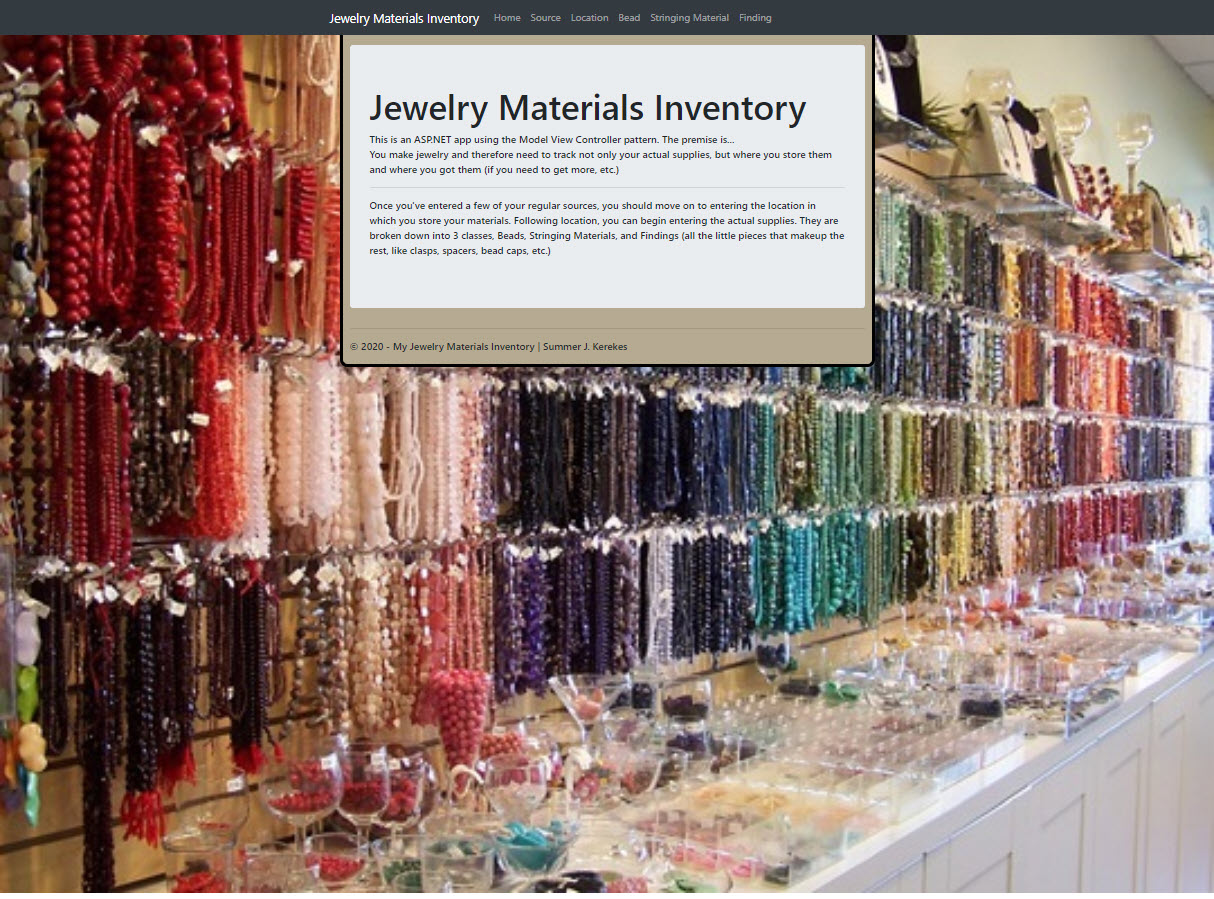 Jewelry Materials Inventory Home Source Location Bead Stringing Material Finding
Jewelry Materials Inventory
This is an ASP.NET app using the Model View Controller pattern. The premise is...
You make jewelry and therefore need to track not only your actual supplies, but where you store them
and where you got them (if you need to get more, etc.)
Once you've entered a few of your regular sources, you should move on to entering the location in
which you store your materials. Following location, you can begin entering the actual supplies. They are
broken down into 3 classes, Beads, Stringing Materials, and Findings (all the little pieces that makeup the
rest, like clasps, spacers, bead caps, etc.)
© 2020 - My Jewelry Materials Inventory | Summer J. Kerekes